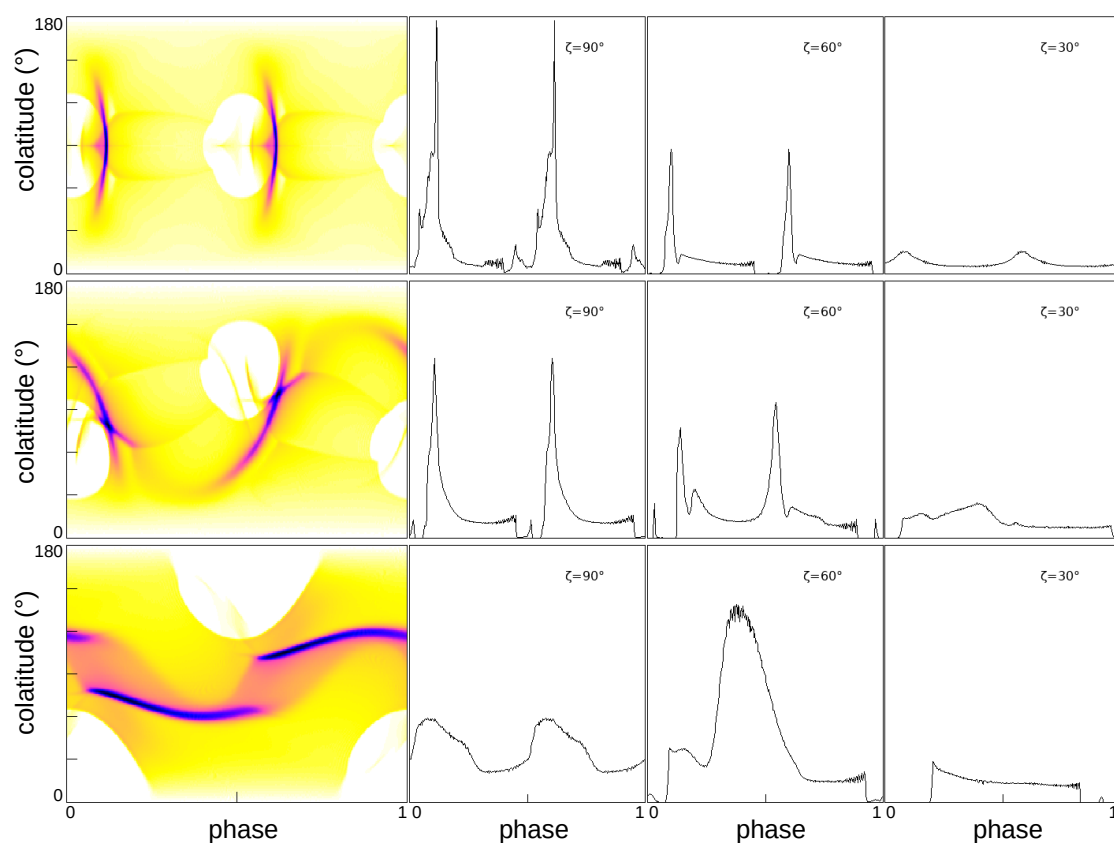 180
colatitude (°)
0
ζ=90°
ζ=60°
ζ=30°
180
colatitude (°)
0
ζ=90°
ζ=60°
ζ=30°
180
colatitude (°)
0
ζ=90°
ζ=60°
ζ=30°
0 1 0 1 0 1 0 1
phase phase phase phase